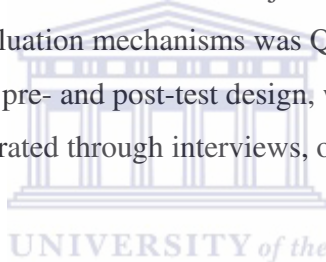 luation mechanisms was Q
pre- and post-test design,
rated through interviews, o
UNIVERSITY of the